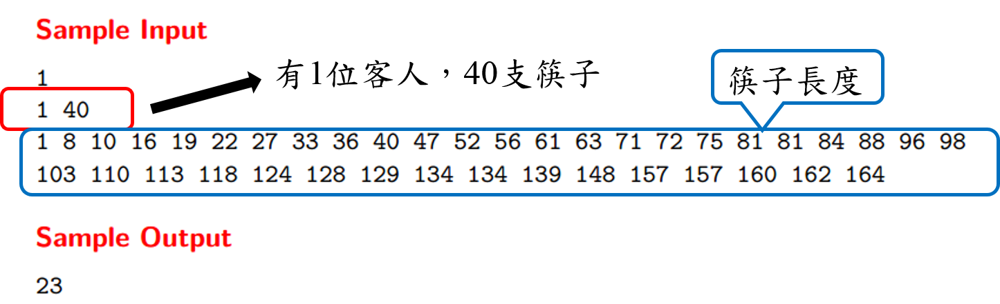 Sample Input
1
有1位客人，40支筷子
筷子長度
1 40
1 8 10 16 19 22 27 33 36 40 47 52 56 61 63 71 72 75 81 81 84 88 96 98
103 110 113 118 124 128 129 134 134 139 148 157 157 160 162 164
Sample Output
23